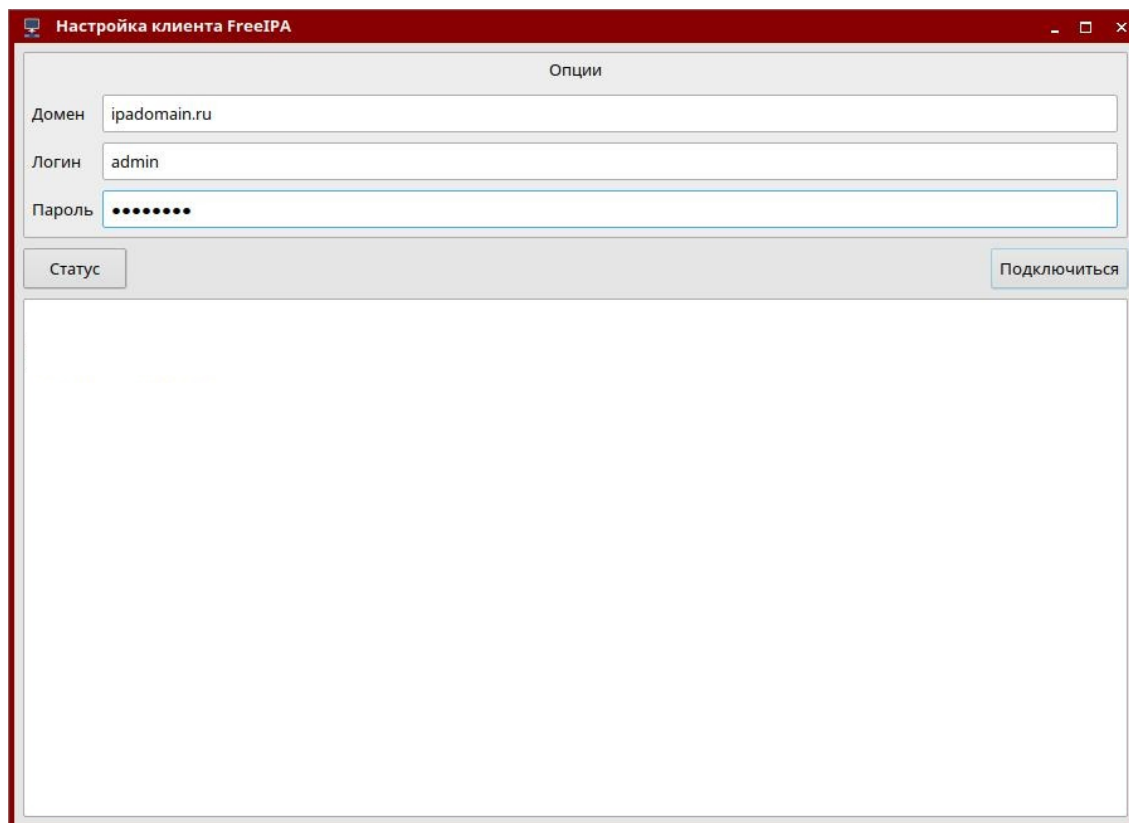 Настройка клиента FreeIPA
Опции
Домен ipadomain.ru
Логин admin
Пароль ••••••••
Статус Подключиться